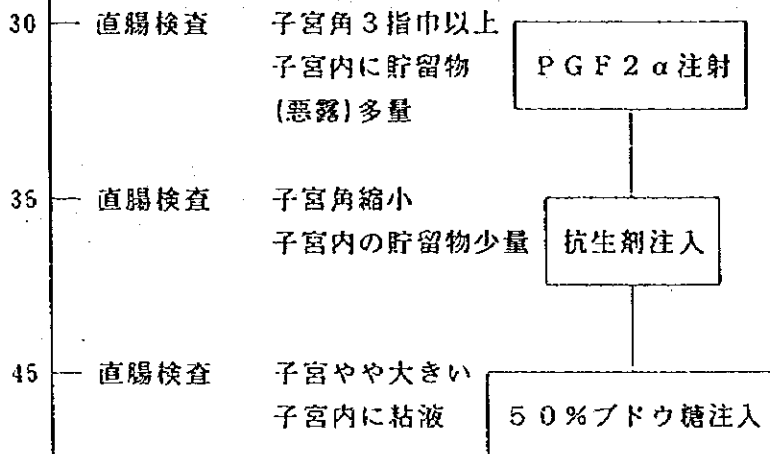 30 直腸検査 子宮角3指巾以上
子宮内に貯留物 PGF2α注射
(悪露)多量
35 直腸検査 子宮角縮小
子宮内の貯留物少量 抗生剤注入
45 直腸検査 子宮やや大きい
子宮内に粘液 50%ブドウ糖注入